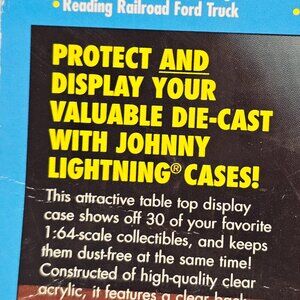 • Reading Railroad Ford Truck
PROTECT AND
DISPLAY YOUR
VALUABLE DIE-CAST
WITH JOHNNY
LIGHTNING® CASES!
This attractive table top display
case shows off 30 of your favorite
1:64-scale collectibles, and keeps
them dust-free at the same time!
Constructed of high-quality clear
acrylic, it features a clear